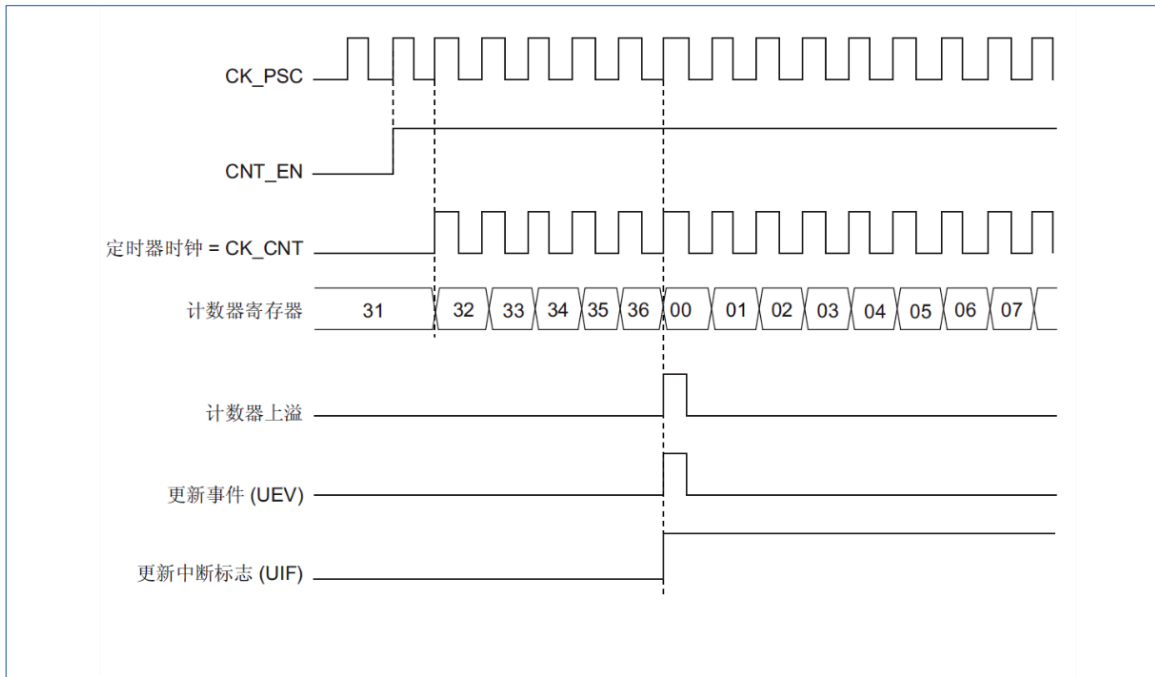 CK_PSC
CNT_EN
定时器时钟 = CK_CNT
计数器寄存器 31 32 33 34 35 36 00 01 02 03 04 05 06 07
计数器上溢
更新事件 (UEV)
更新中断标志 (UIF)